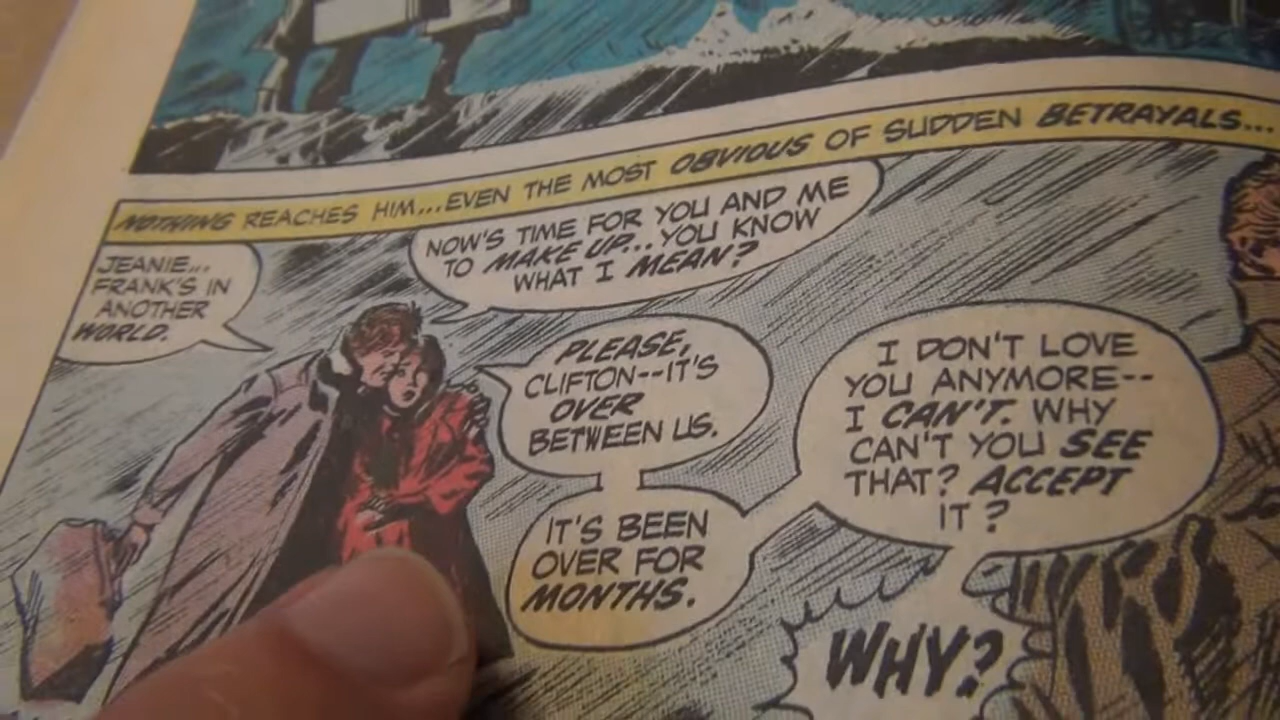 NOTHING REACHES HIM...EVEN THE MOST OBVIOUS OF SUDDEN BETRAYALS...
JEANIE...
FRANK'S IN
ANOTHER
WORLD.
NOW'S TIME FOR YOU AND ME
TO MAKE UP...YOU KNOW
WHAT I MEAN?
PLEASE,
CLIFTON--IT'S
OVER
BETWEEN US.
IT'S BEEN
OVER FOR
MONTHS.
I DON'T LOVE
YOU ANYMORE--
I CAN'T. WHY
CAN'T YOU SEE
THAT? ACCEPT
IT?
WHY?